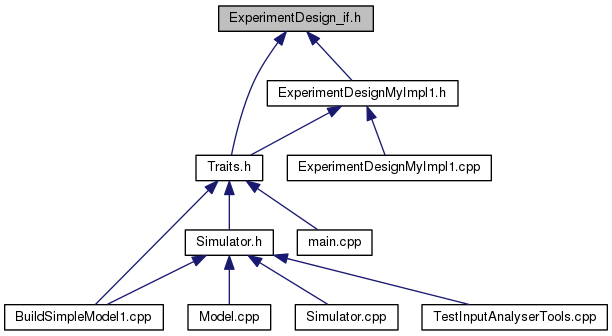 ExperimentDesign_if.h
ExperimentDesignMyImpl1.h
Traits.h
ExperimentDesignMyImpl1.cpp
Simulator.h
main.cpp
BuildSimpleModel1.cpp
Model.cpp
Simulator.cpp
TestInputAnalyserTools.cpp